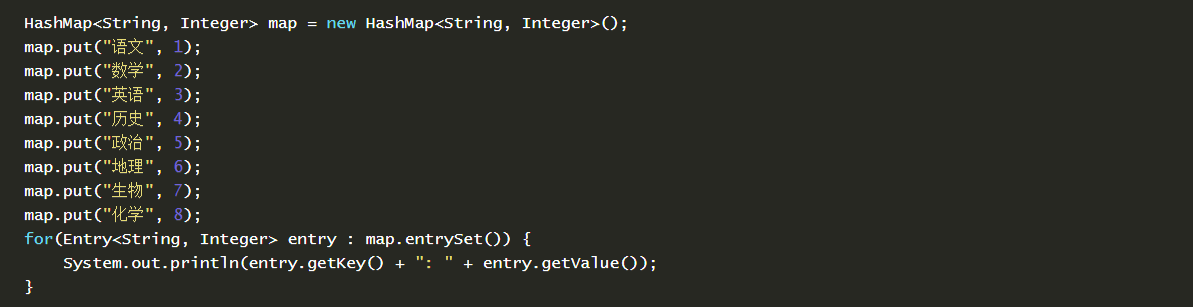 HashMap<String, Integer> map = new HashMap<String, Integer>();
map.put("语文", 1);
map.put("数学", 2);
map.put("英语", 3);
map.put("历史", 4);
map.put("政治", 5);
map.put("地理", 6);
map.put("生物", 7);
map.put("化学", 8);
for(Entry<String, Integer> entry : map.entrySet()) {
    System.out.println(entry.getKey() + ": " + entry.getValue());
}